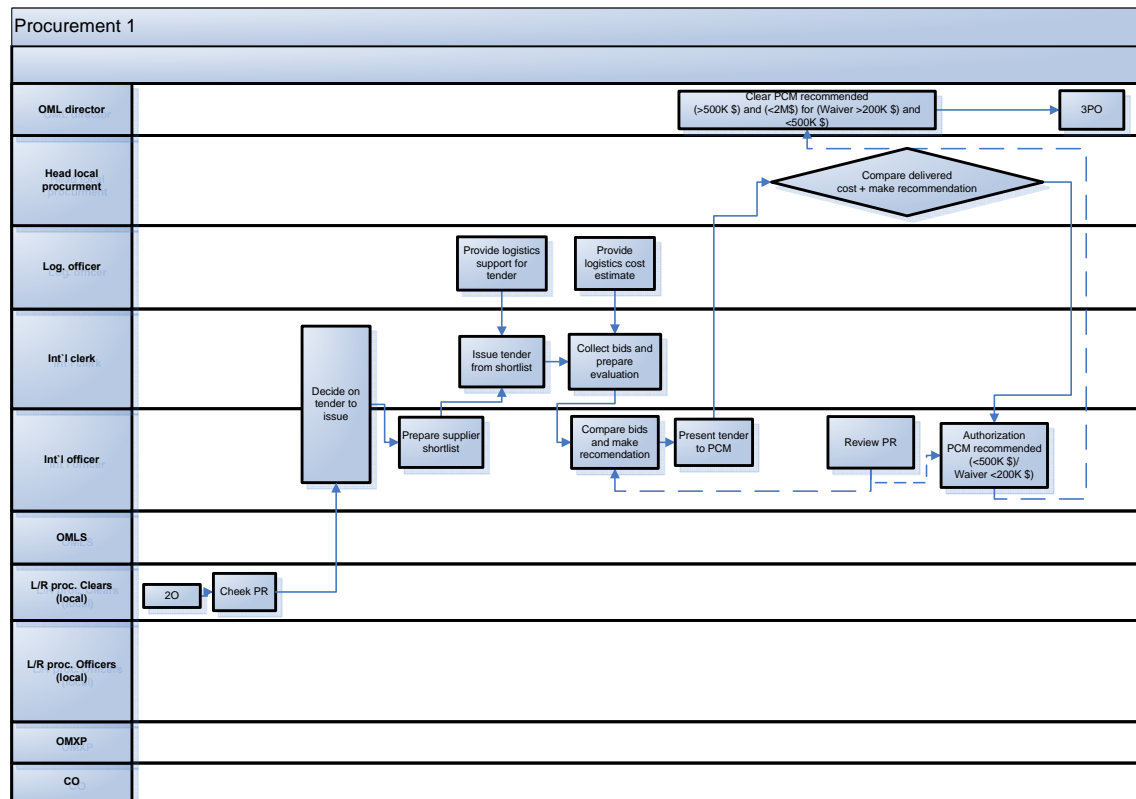 Procurement 1
OML director
Clear PCM recommended
(>500K $) and (<2M$) for (Waiver >200K $) and
<500K $)
3PO
Head local
procurment
Compare delivered
cost + make recommendation
Log. officer
Provide logistics
support for
tender
Provide
logistics cost
estimate
Int`l clerk
Decide on
tender to
issue
Issue tender
from shortlist
Collect bids and
prepare
evaluation
Int`l officer
Prepare supplier
shortlist
Compare bids
and make
recomendation
Present tender
to PCM
Review PR
Authorization
PCM recommended
(<500K $)/
Waiver <200K $)
OMLS
L/R proc. Clears
(local)
2O
Cheek PR
L/R proc. Officers
(local)
OMXP
CO